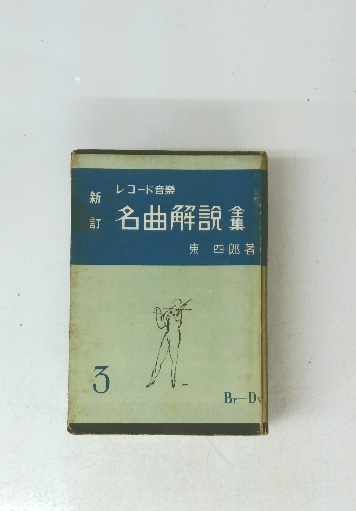 新訂
レコード音樂
名曲解說全集
東 四郎著
3
Br—Dv